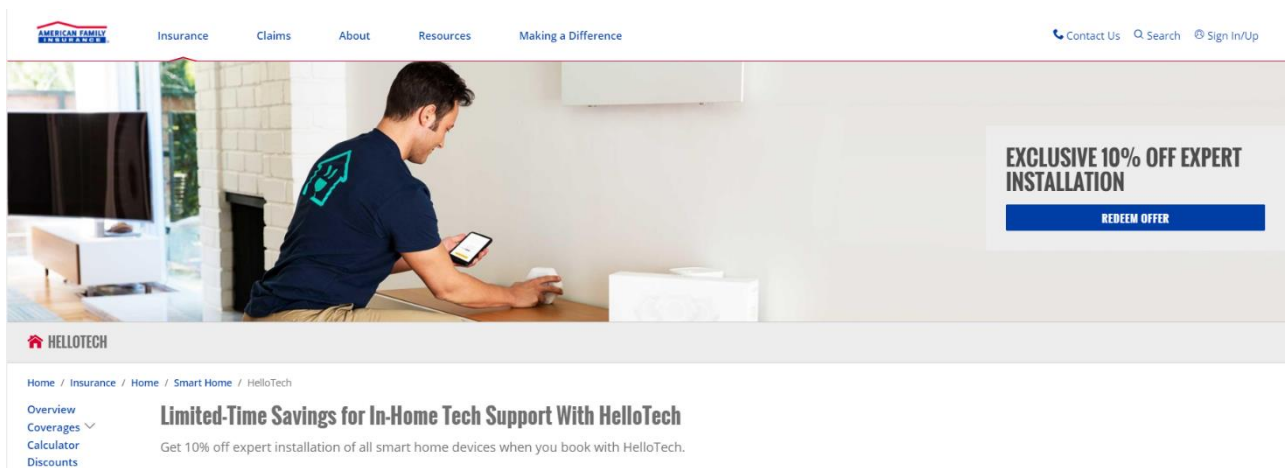 AMERICAN FAMILY
INSURANCE
Insurance
Claims
About
Resources
Making a Difference
Contact Us
Search
Sign In/Up
EXCLUSIVE 10% OFF EXPERT
INSTALLATION
REDEEM OFFER
HELLOTECH
Home / Insurance / Home / Smart Home / HelloTech
Overview
Coverages
Calculator
Discounts
Limited-Time Savings for In-Home Tech Support With HelloTech
Get 10% off expert installation of all smart home devices when you book with HelloTech.